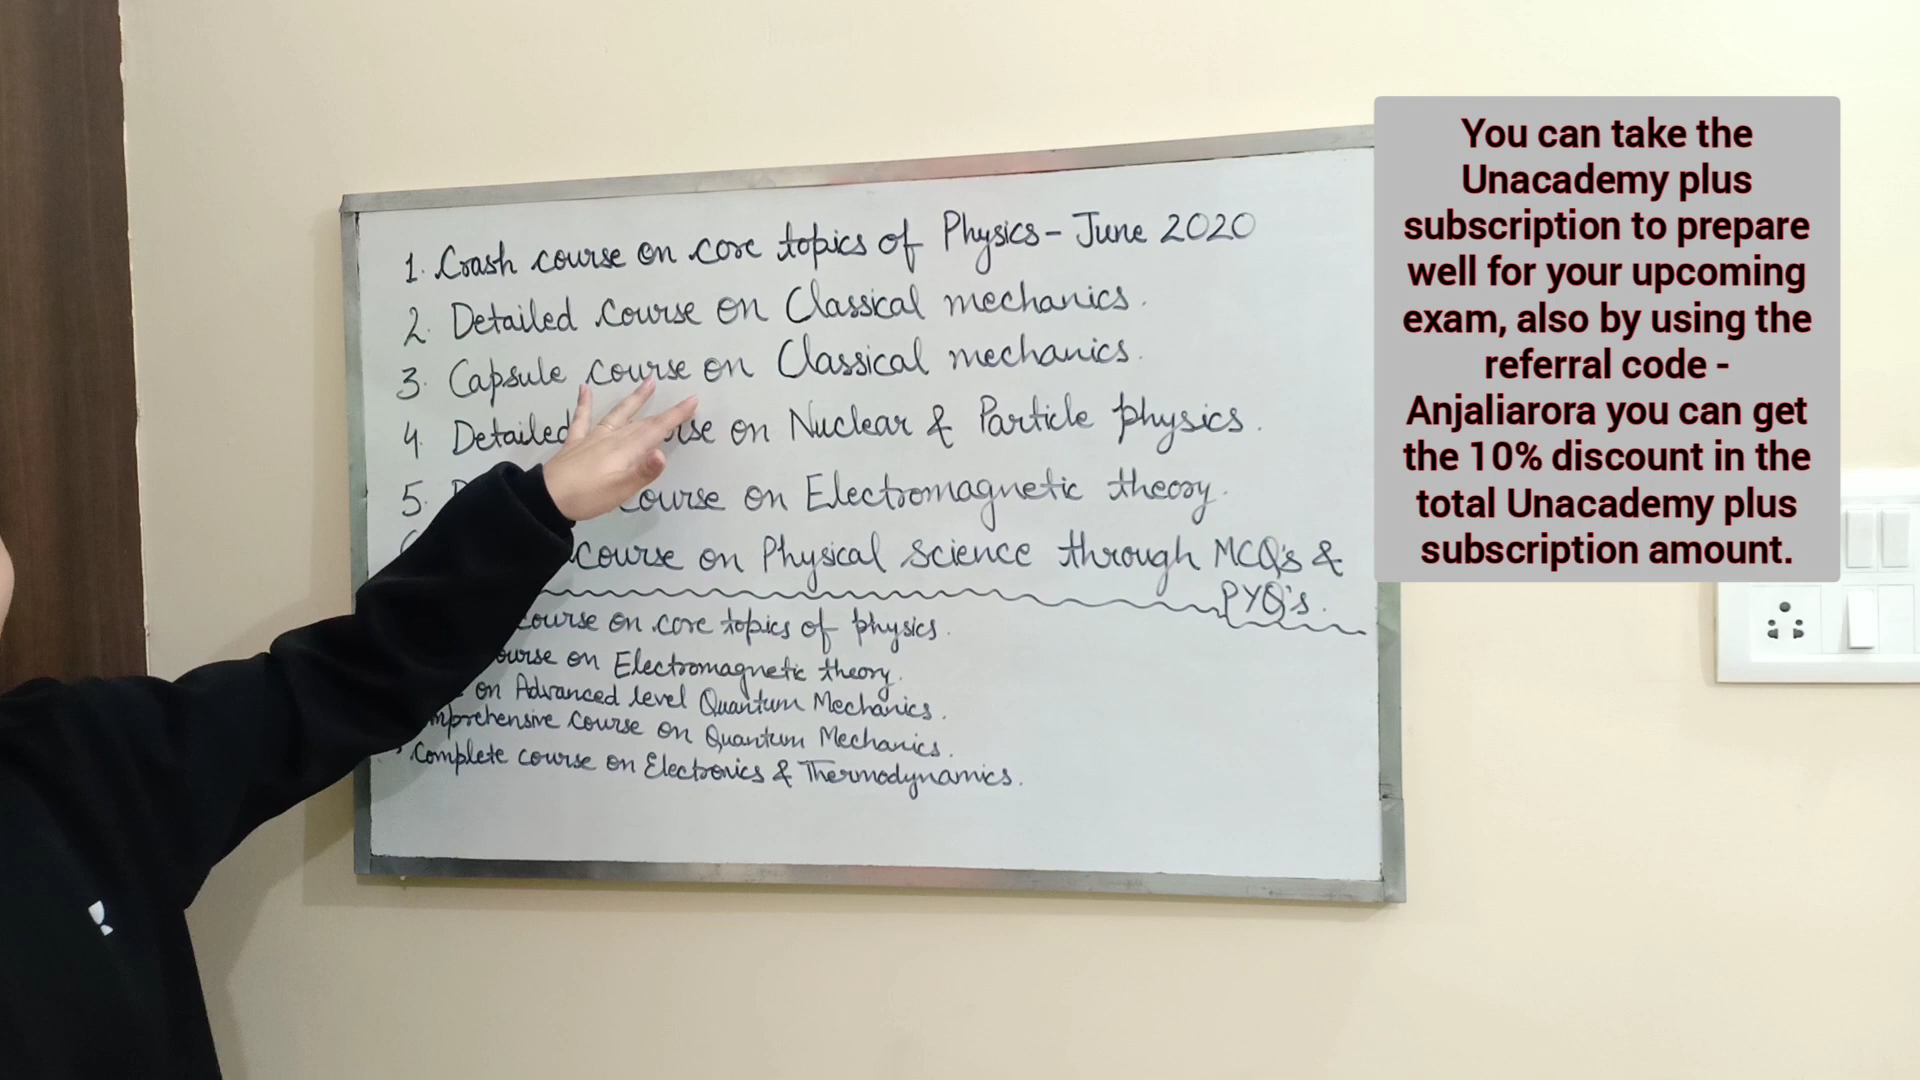 1. Crash course on core topics of Physics - June 2020
2. Detailed Course on Classical mechanics.
3. Capsule course on Classical mechanics.
4. Detailed on Nuclear & Particle physics.
5. course on Electromagnetic theory.
course on Physical Science through MCQ's &
PYQ's.
course on core topics of physics.
on Electromagnetic theory.
on Advanced level Quantum Mechanics.
course on Quantum Mechanics.
Complete course on Electronics & Thermodynamics.
You can take the
Unacademy plus
subscription to prepare
well for your upcoming
exam, also by using the
referral code -
Anjaliarora you can get
the 10% discount in the
total Unacademy plus
subscription amount.